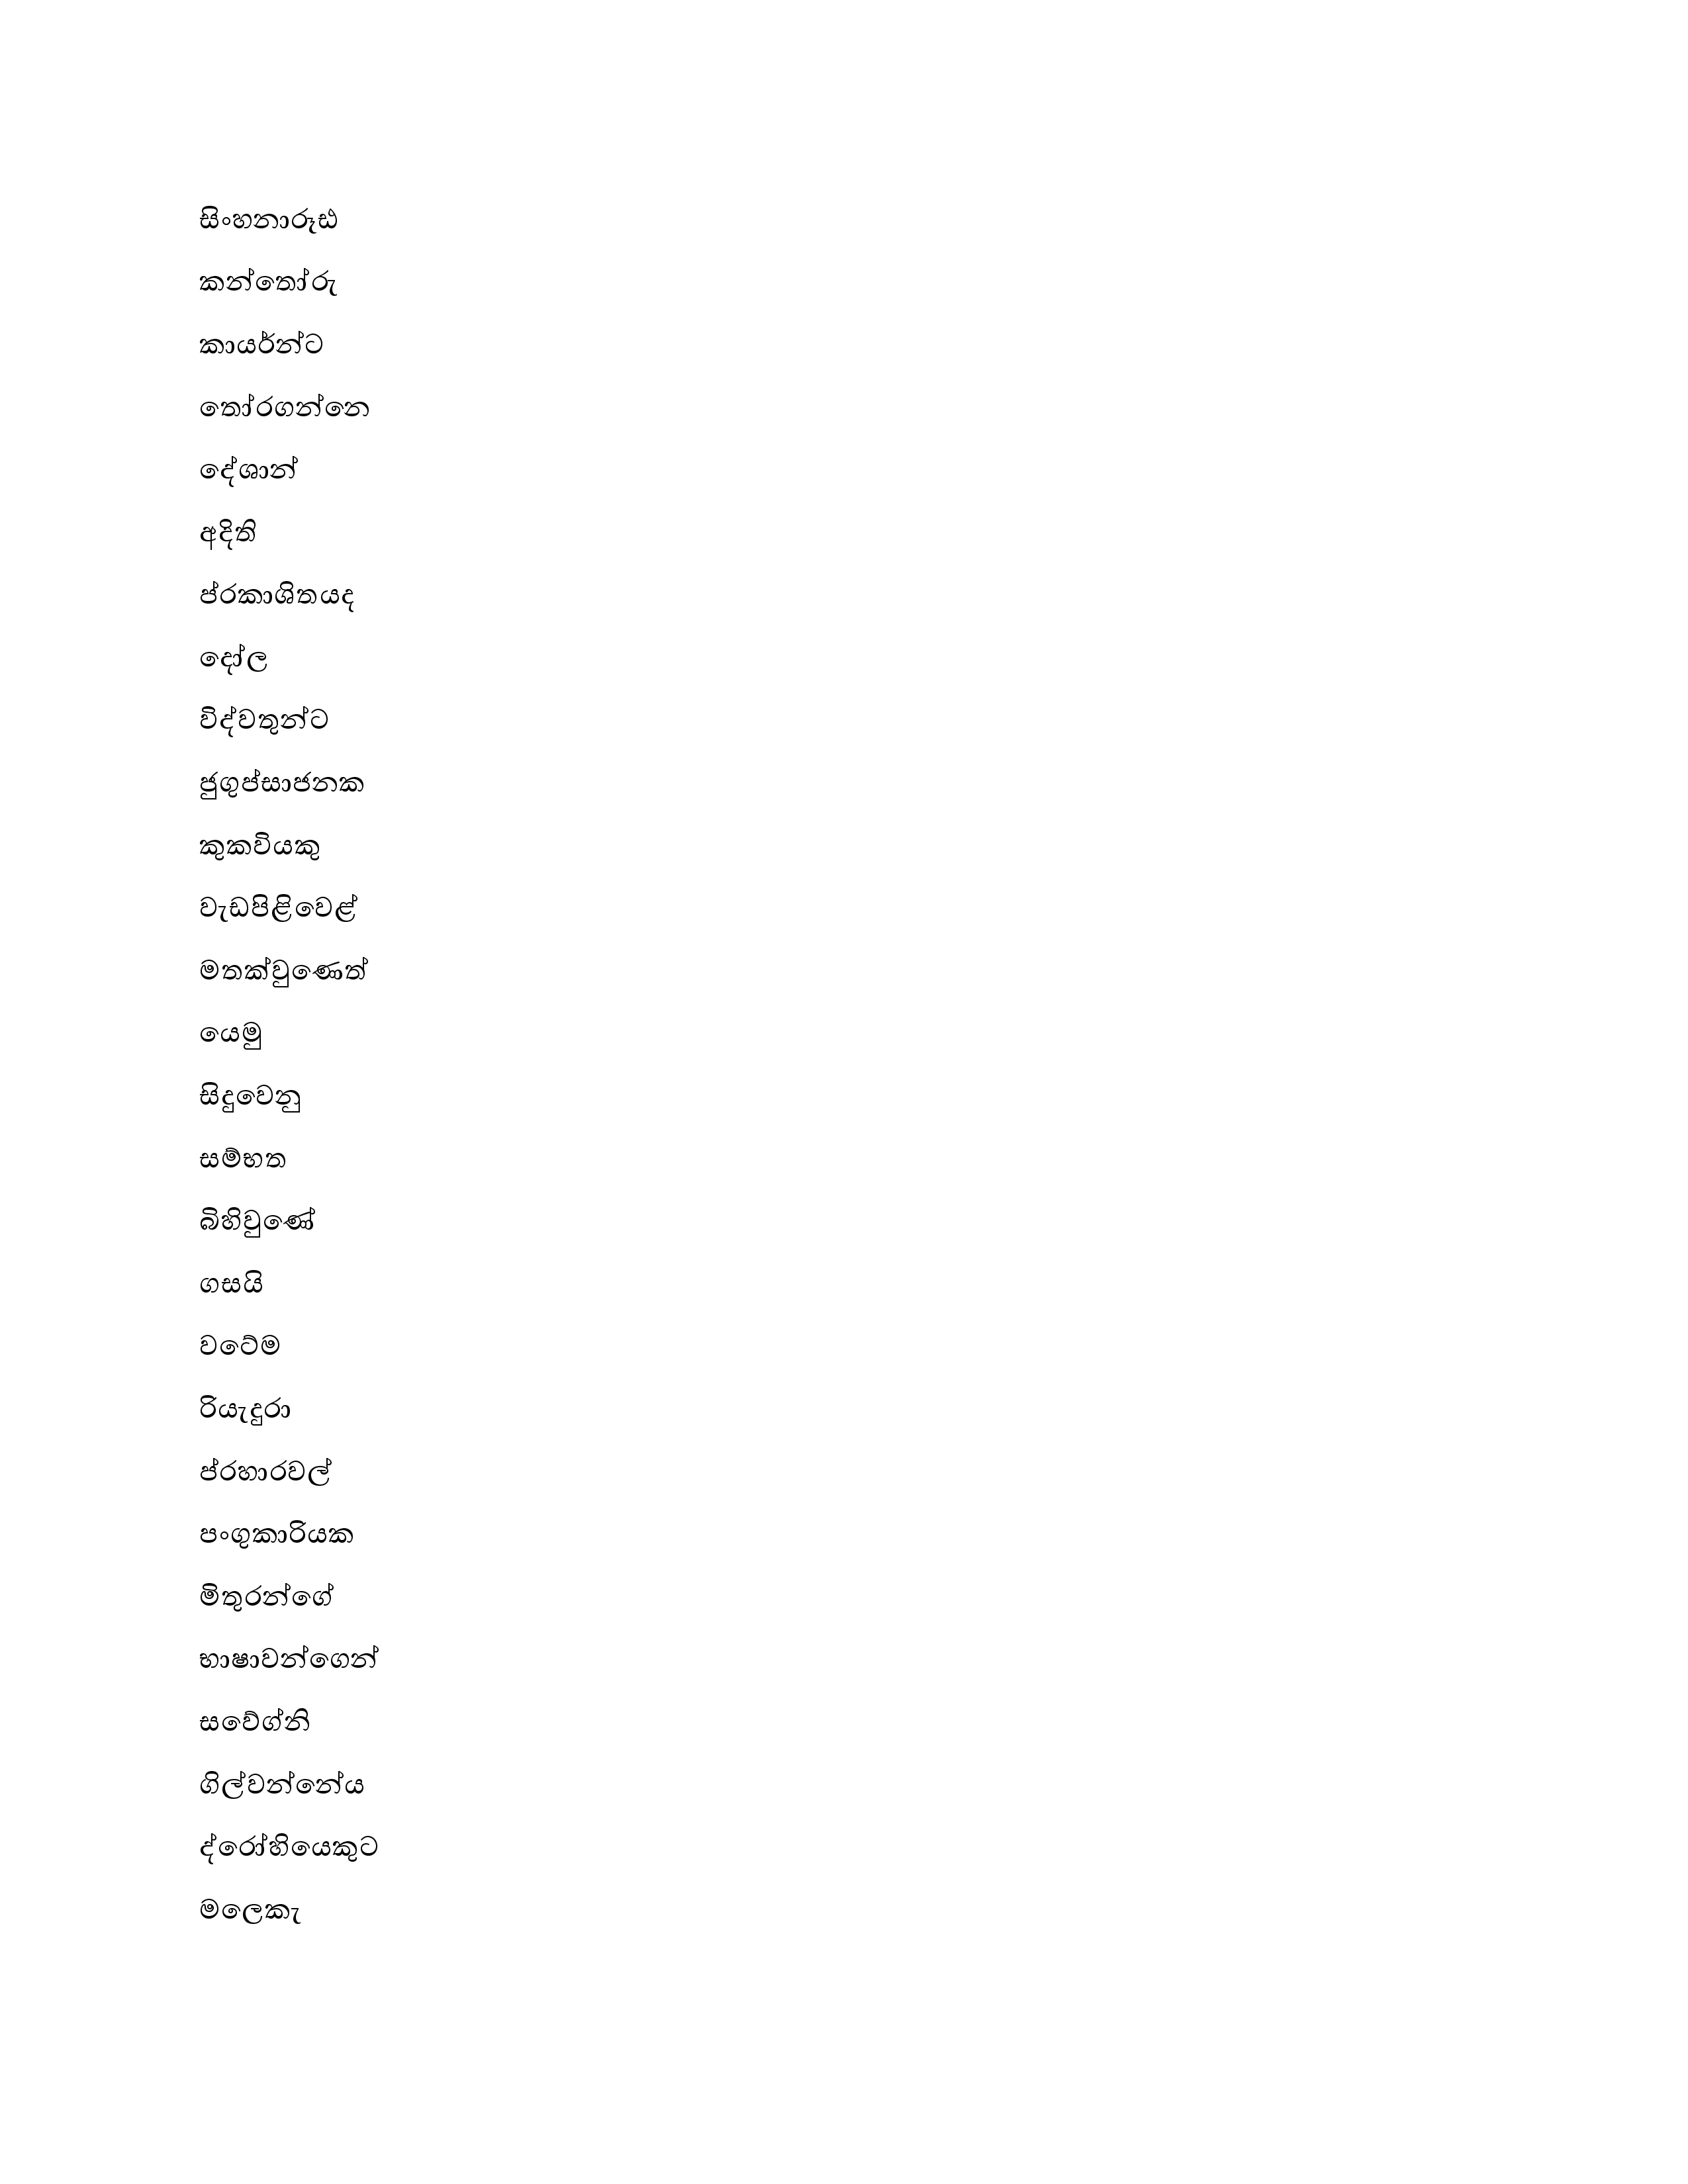 සිංහනාරූඪ
කන්තෝරු
කායර්න්ට
තෝරගන්නෙ
දේශාන්
අදිති
ප්රකාශිතයද
දෝල
විද්වතුන්ට
ජුගුප්සාජනක
කුකවියකු
වැඩපිළිවෙළ්
මතක්වුණෙත්
යෙමු
සිදුවෙනු
සම්භත
බිහිවුණේ
ගසයි
වටේම
රියැදුරා
ප්රහාරවල්
පංගුකාරියක
මිතුරන්ගේ
භාෂාවන්ගෙන්
සවේග්නි
ගිල්වන්නේය
ද්රෝහියෙකුට
මලෙකැ